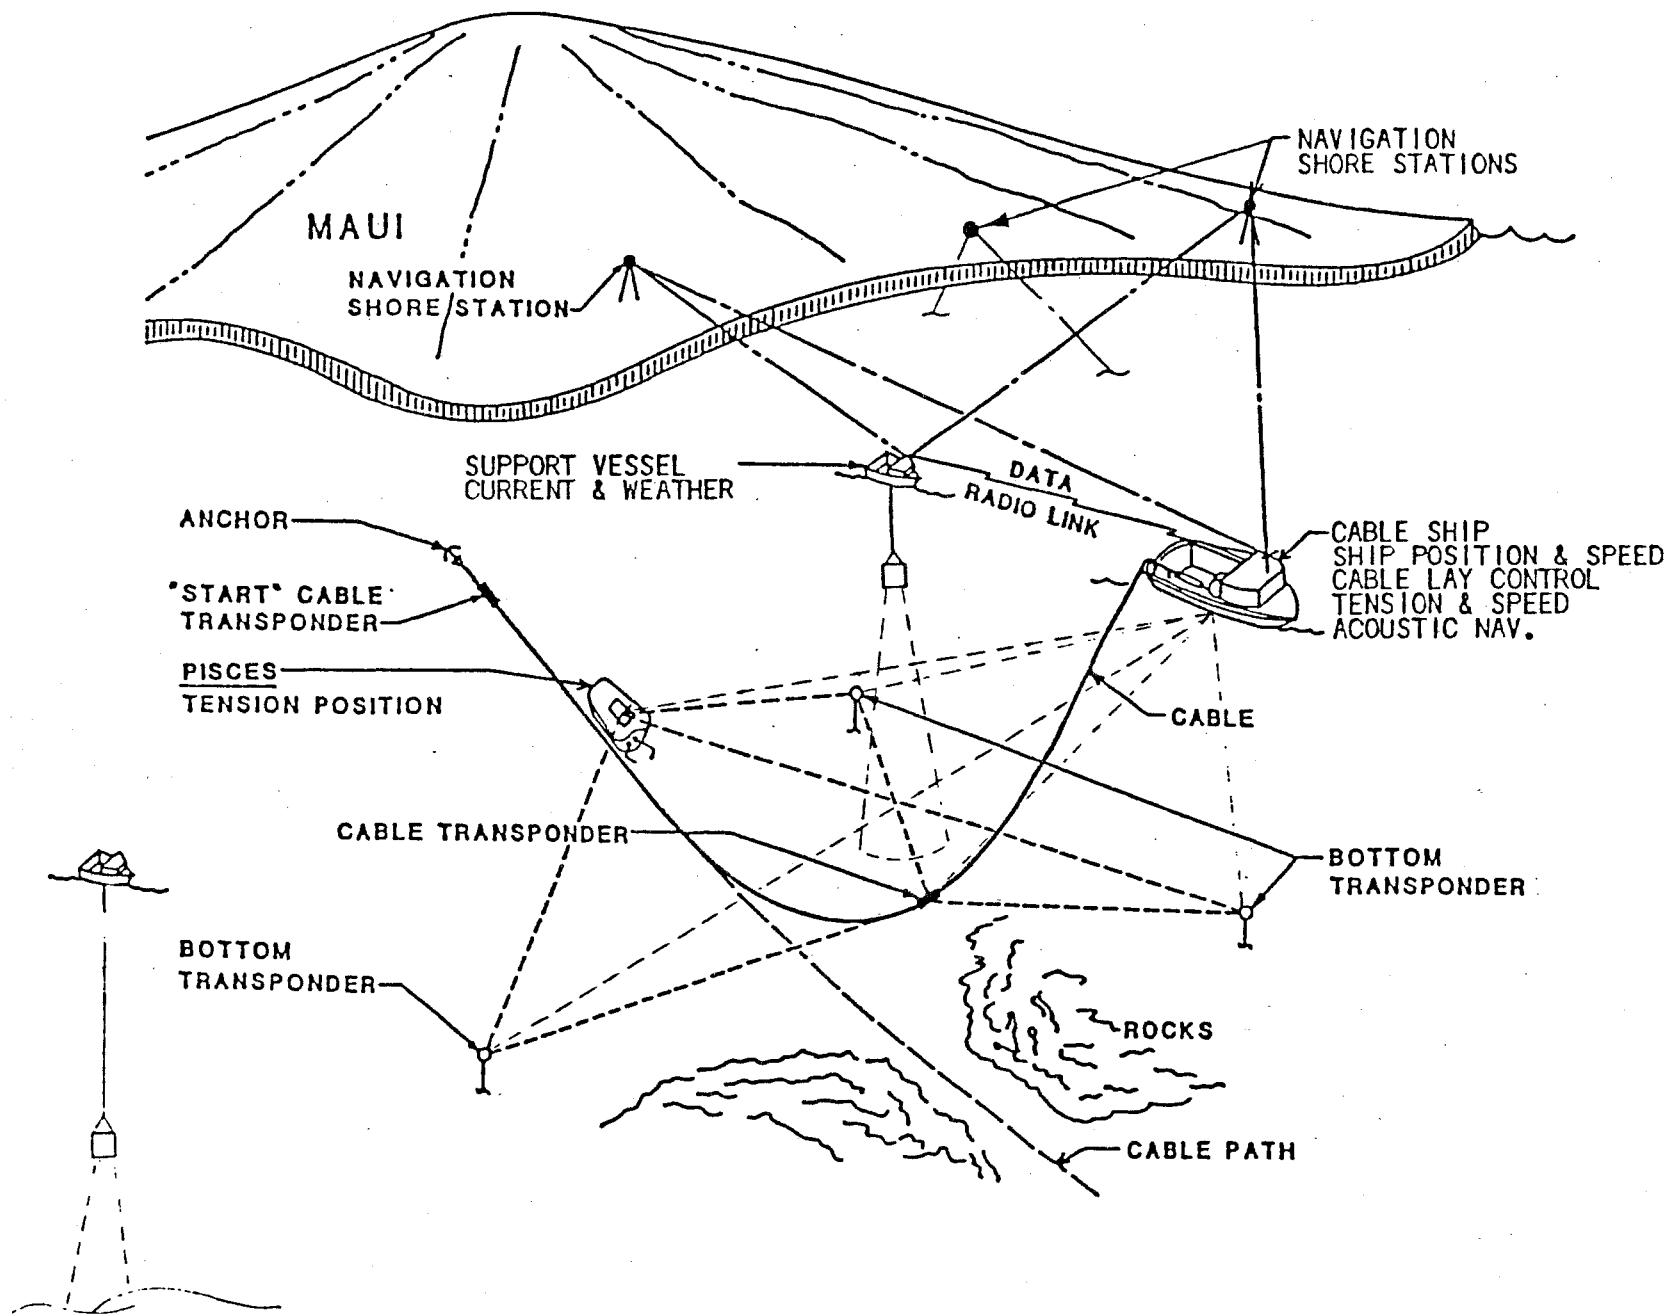 NAVIGATION
SHORE STATIONS
MAUI
NAVIGATION
SHORE STATION
SUPPORT VESSEL
CURRENT & WEATHER
DATA
RADIO LINK
ANCHOR
"START" CABLE
TRANSPONDER
CABLE SHIP
SHIP POSITION & SPEED
CABLE LAY CONTROL
TENSION & SPEED
ACOUSTIC NAV.
PISCES
TENSION POSITION
CABLE
CABLE TRANSPONDER
BOTTOM
TRANSPONDER
BOTTOM
TRANSPONDER
ROCKS
CABLE PATH